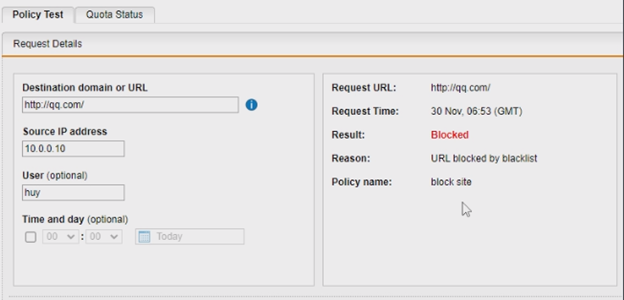 Policy Test
Quota Status
Request Details
Destination domain or URL
http://qq.com/
i
Source IP address
10.0.0.10
User (optional)
huy
Time and day (optional)
00 : 00 Today
Request URL: http://qq.com/
Request Time: 30 Nov, 06:53 (GMT)
Result: Blocked
Reason: URL blocked by blacklist
Policy name: block site